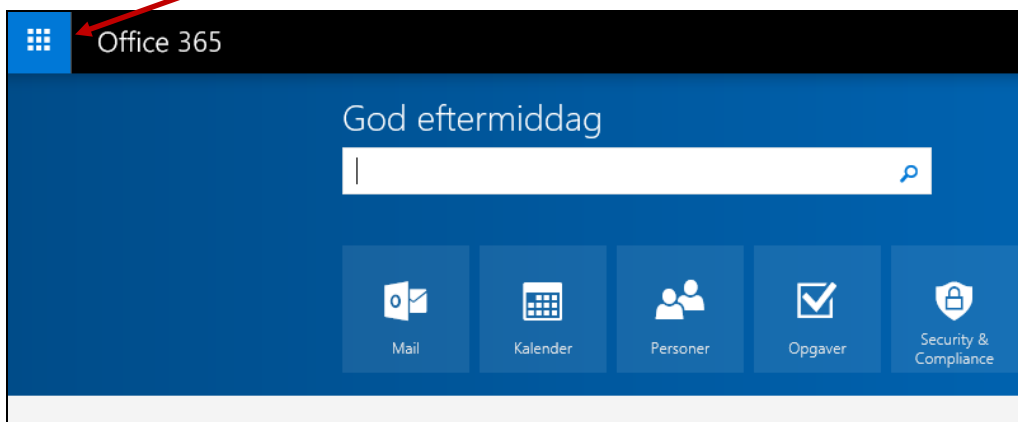 Office 365
God eftermiddag
Mail
Kalender
Personer
Opgaver
Security &
Compliance